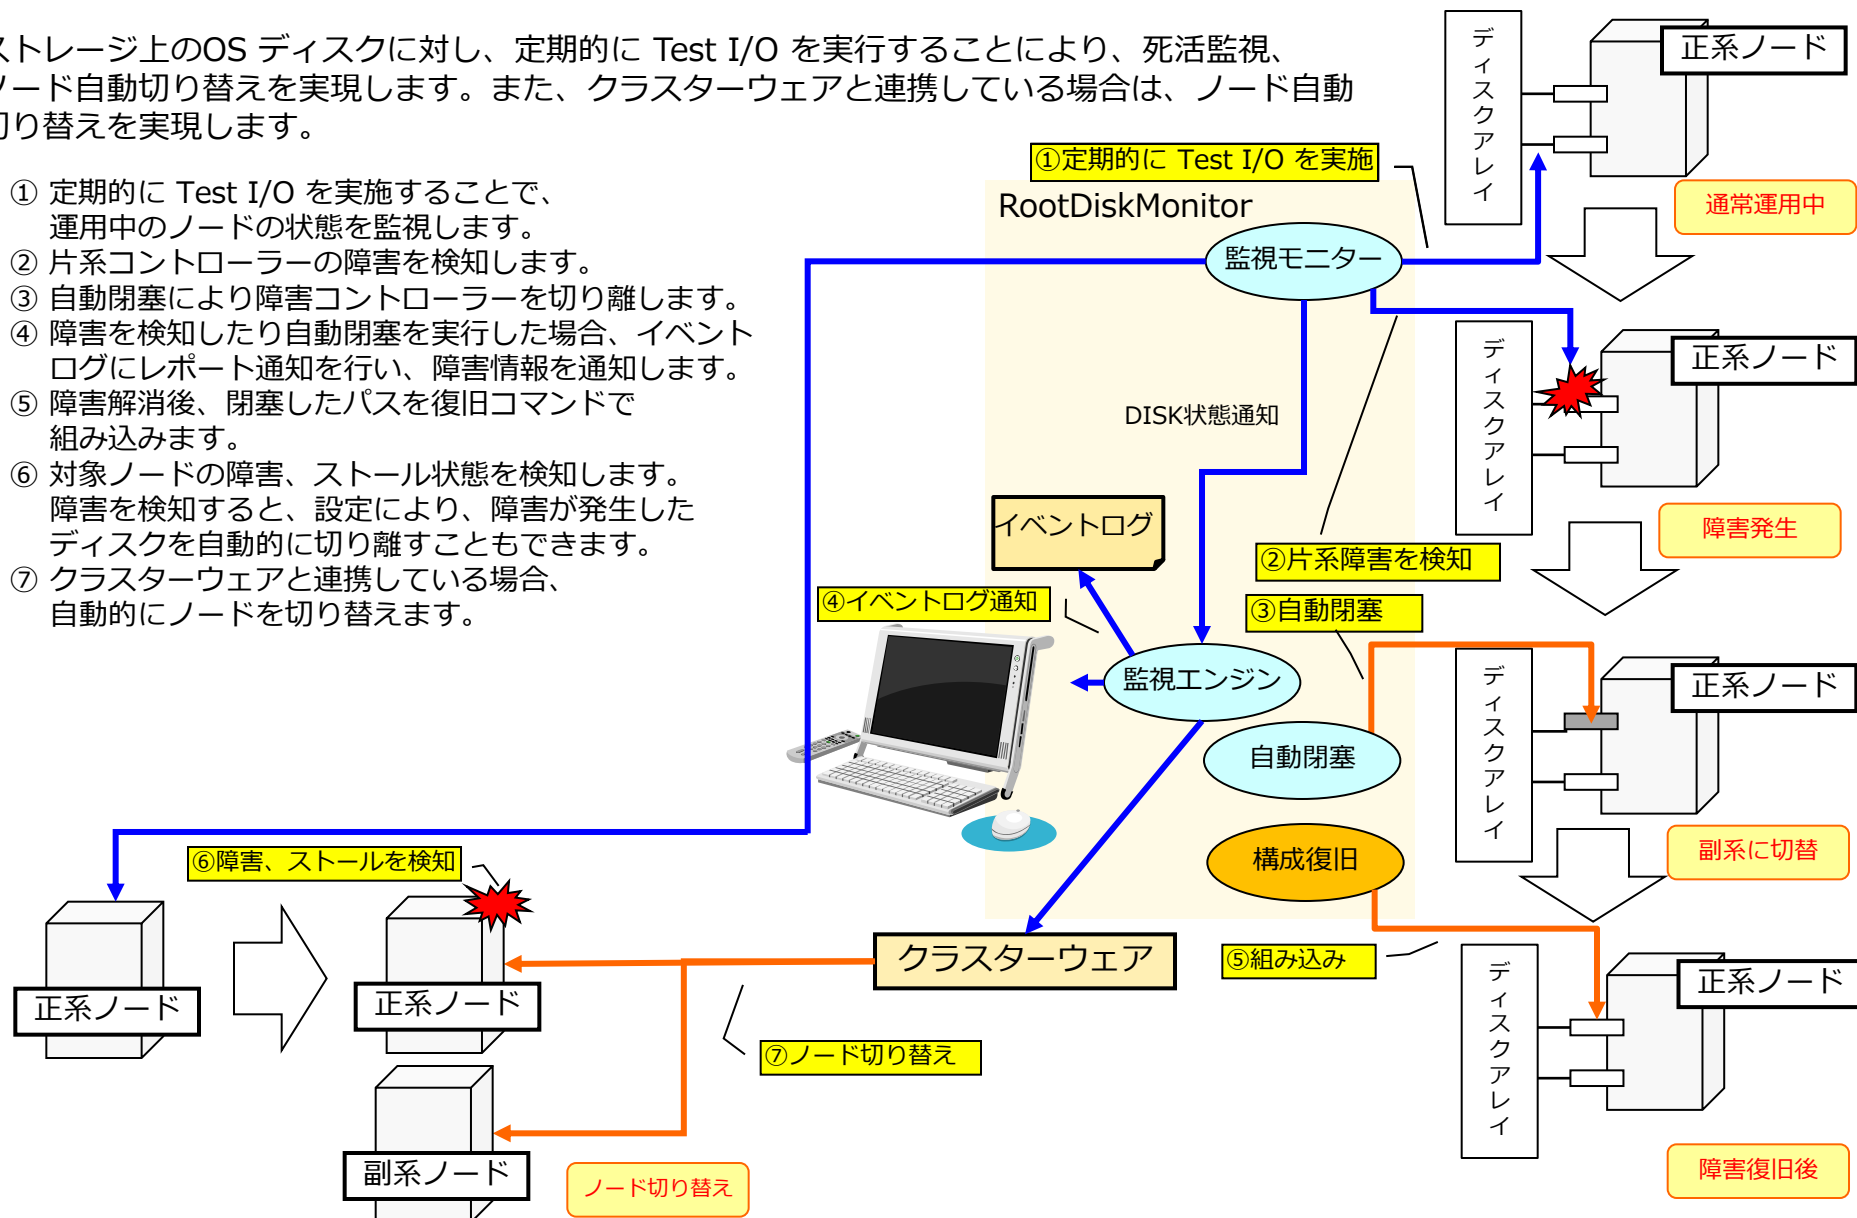 ストレージ上のOS ディスクに対し、定期的に Test I/O を実行することにより、死活監視、
ノード自動切り替えを実現します。また、クラスターウェアと連携している場合は、ノード自動
切り替えを実現します。
① 定期的に Test I/O を実施することで、
運用中のノードの状態を監視します。
② 片系コントローラーの障害を検知します。
③ 自動閉塞により障害コントローラーを切り離します。
④ 障害を検知したり自動閉塞を実行した場合、イベント
ログにレポート通知を行い、障害情報を通知します。
⑤ 障害解消後、閉塞したパスを復旧コマンドで
組み込みます。
⑥ 対象ノードの障害、ストール状態を検知します。
障害を検知すると、設定により、障害が発生した
ディスクを自動的に切り離すこともできます。
⑦ クラスターウェアと連携している場合、
自動的にノードを切り替えます。
①定期的に Test I/O を実施
RootDiskMonitor
監視モニター
DISK状態通知
イベントログ
②片系障害を検知
④イベントログ通知
③自動閉塞
監視エンジン
自動閉塞
構成復旧
クラスターウェア
⑤組み込み
⑥障害、ストールを検知
⑦ノード切り替え
正系ノード
正系ノード
副系ノード
ノード切り替え
ディスクアレイ
正系ノード
通常運用中
ディスクアレイ
正系ノード
障害発生
ディスクアレイ
正系ノード
副系に切替
ディスクアレイ
正系ノード
障害復旧後